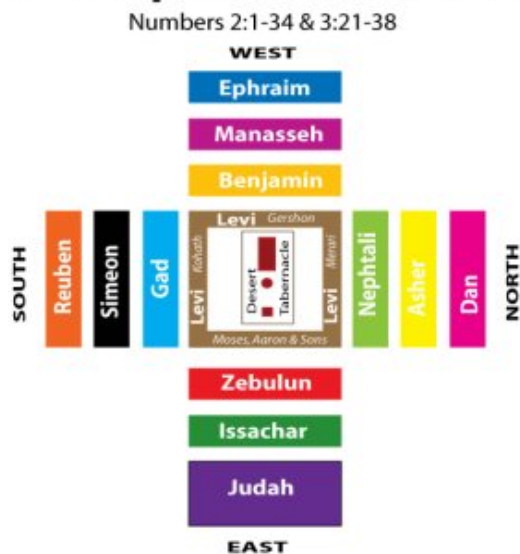 Numbers 2:1-34 & 3:21-38
WEST
Ephraim
Manasseh
Benjamin
SOUTH
Reuben
Simeon
Gad
Levi Gershon
Levi Kohath
Desert
Tabernacle
Levi Merari
Moses, Aaron & Sons
Nephtali
Asher
Dan
NORTH
Zebulun
Issachar
Judah
EAST